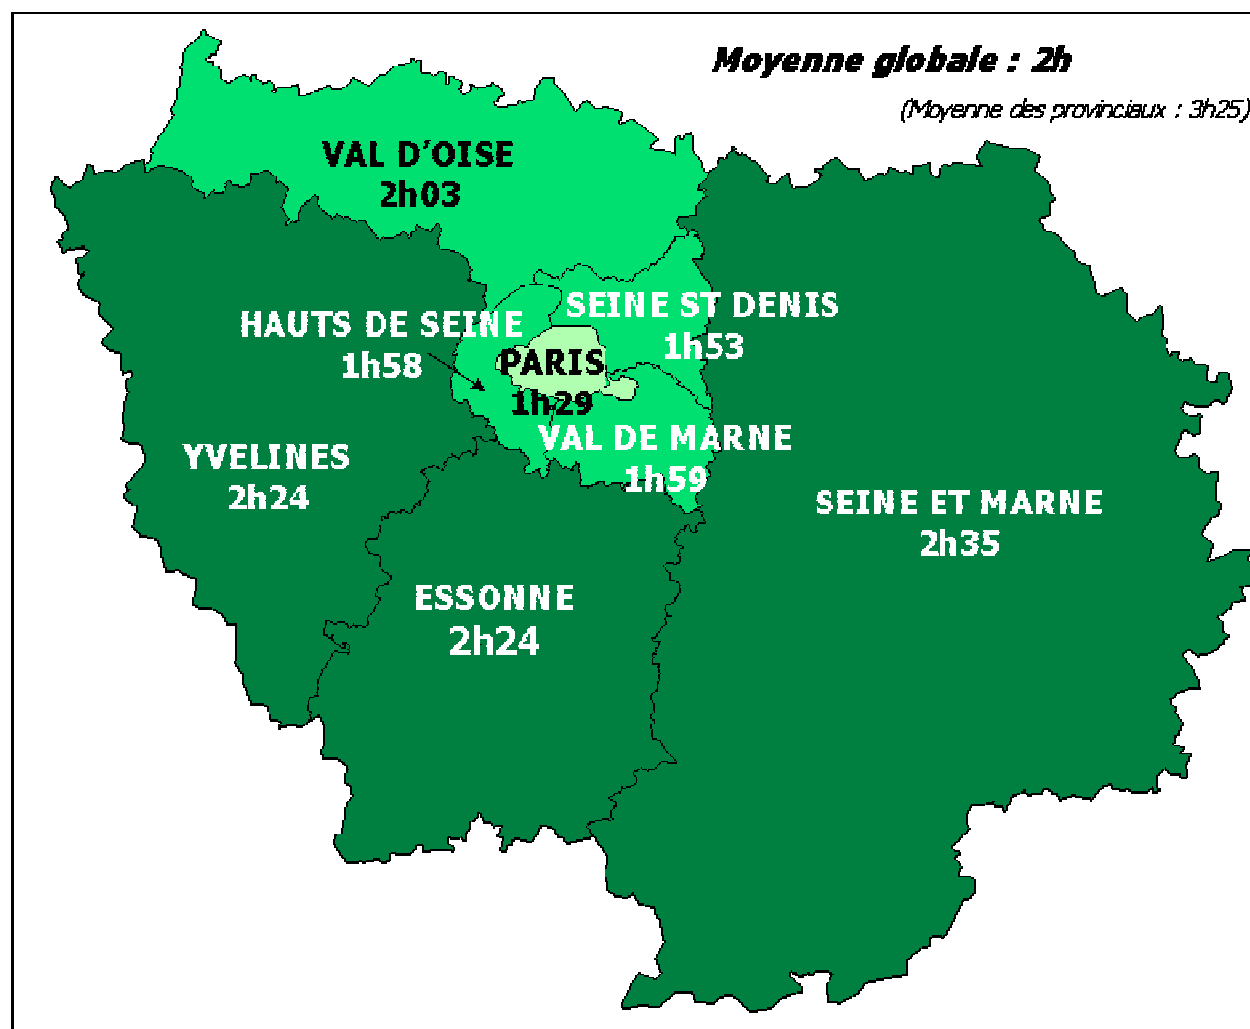 Moyenne globale : 2h
(Moyenne des provinciaux : 3h25)
VAL D'OISE
2h03
SEINE ST DENIS
1h53
HAUTS DE SEINE
1h58
PARIS
1h29
VAL DE MARNE
1h59
YVELINES
2h24
SEINE ET MARNE
2h35
ESSONNE
2h24